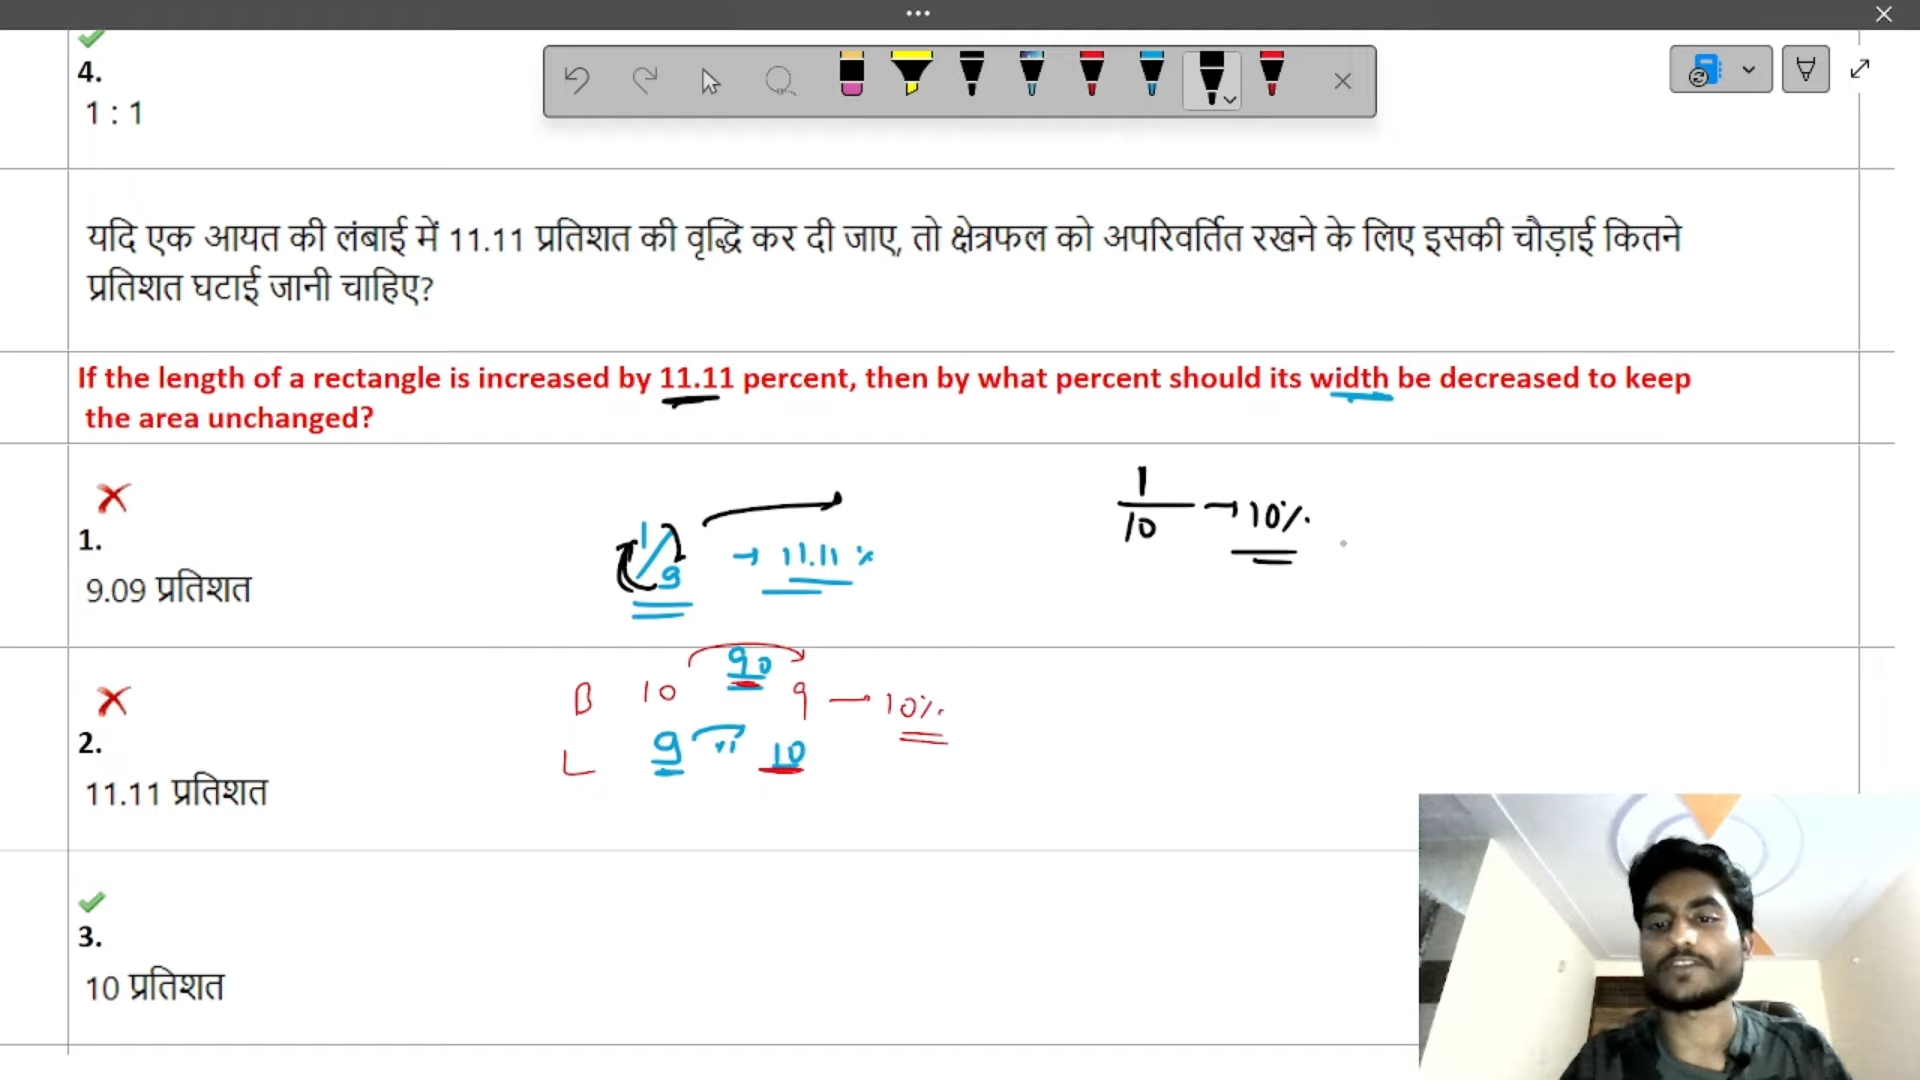 4.
1 : 1
यदि एक आयत की लंबाई में 11.11 प्रतिशत की वृद्धि कर दी जाए, तो क्षेत्रफल को अपरिवर्तित रखने के लिए इसकी चौड़ाई कितने
प्रतिशत घटाई जानी चाहिए?
If the length of a rectangle is increased by 11.11 percent, then by what percent should its width be decreased to keep
the area unchanged?
1.
9.09 प्रतिशत
1/9 → 11.11 %
1/10 → 10%
2.
11.11 प्रतिशत
90
B 10 9 — 10%
L 9 10
3.
10 प्रतिशत